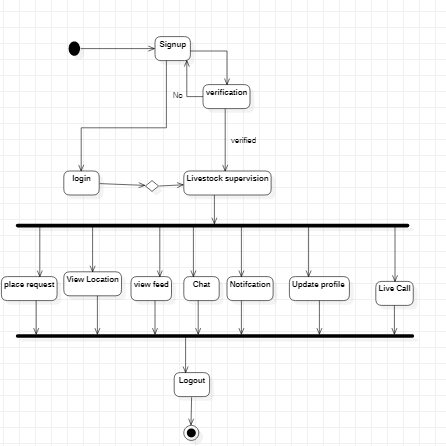 Signup
No
verification
verified
login
Livestock supervision
place request
View Location
view feed
Chat
Notifcation
Update profile
Live Call
Logout